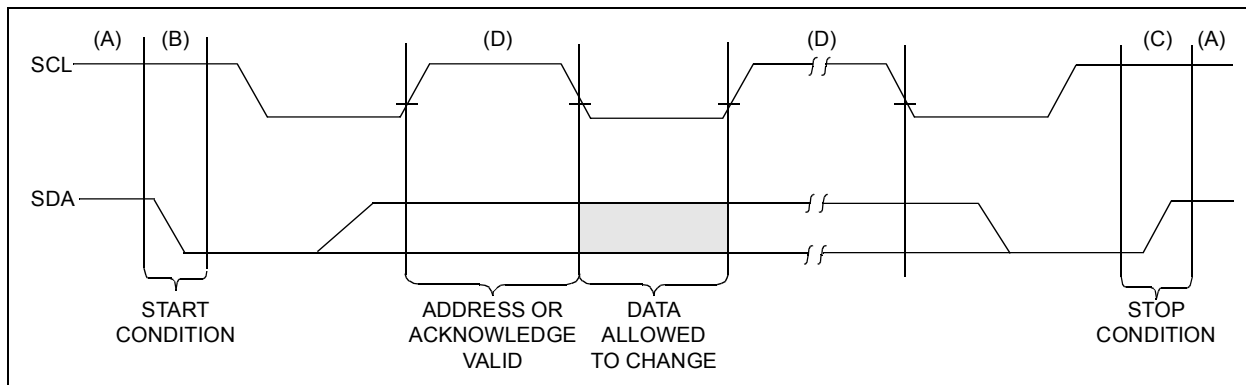 (A) (B) (D) (D) (C) (A)
SCL
SDA
START
CONDITION
ADDRESS OR
ACKNOWLEDGE
VALID
DATA
ALLOWED
TO CHANGE
STOP
CONDITION